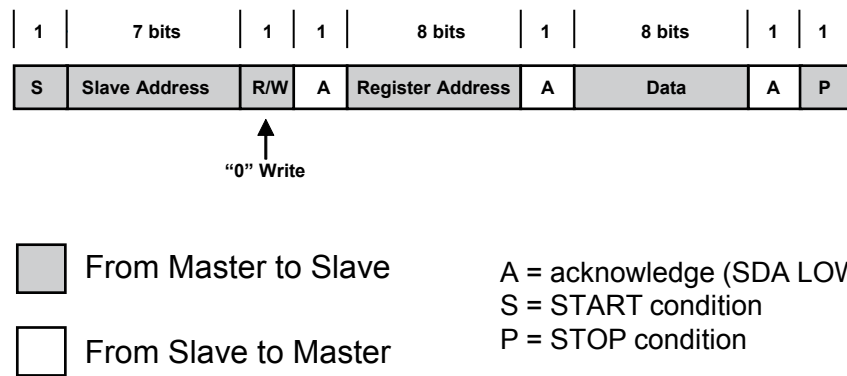 1 7 bits 1 1 8 bits 1 8 bits 1 1
S Slave Address R/W A Register Address A Data A P
“0” Write
From Master to Slave
A = acknowledge (SDA LOW
S = START condition
From Slave to Master
P = STOP condition